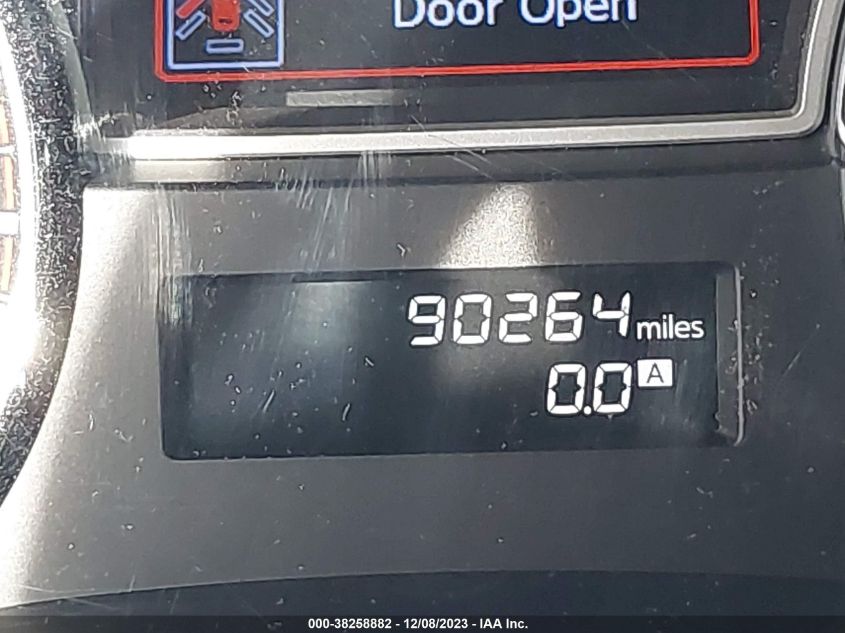 Door Open
90264 miles
0.0 A
000-38258882 - 12/08/2023 - IAA Inc.